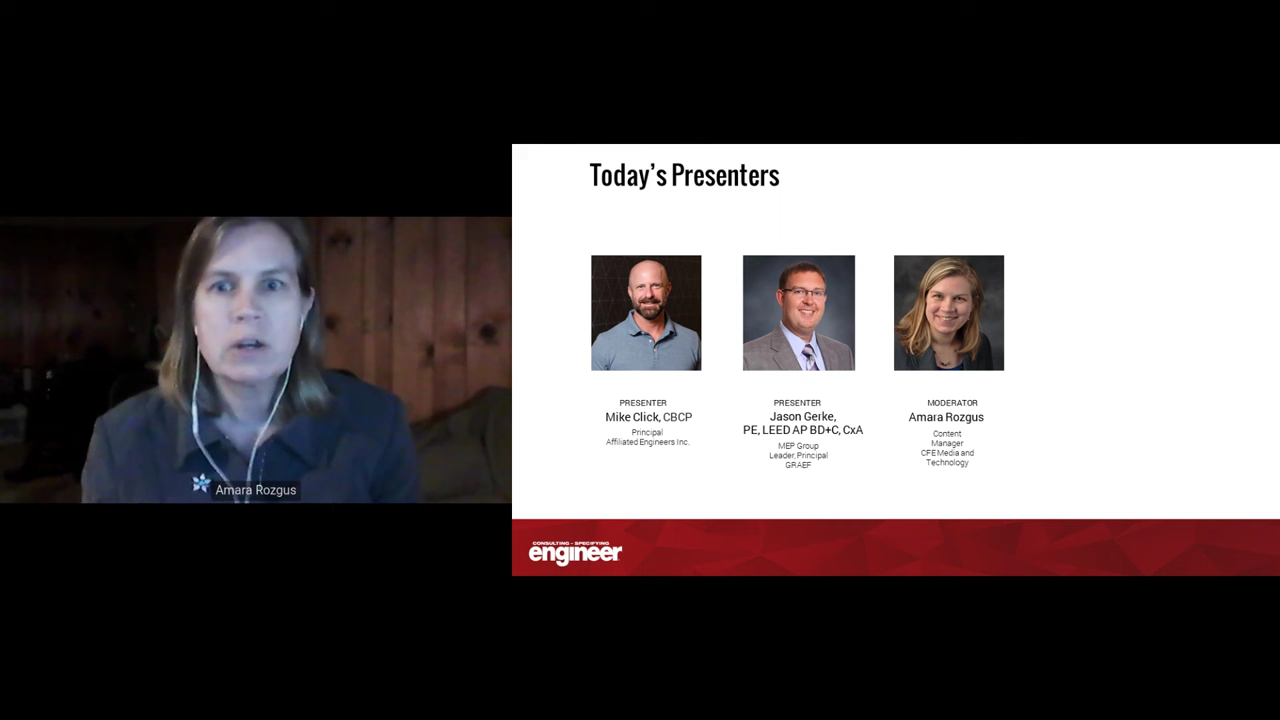 Today's Presenters
PRESENTER
Mike Click, CBCP
Principal
Affiliated Engineers Inc.
PRESENTER
Jason Gerke,
PE, LEED AP BD+C, CxA
MEP Group
Leader, Principal
GRAEF
MODERATOR
Amara Rozgus
Content
Manager
CFE Media and
Technology
Amara Rozgus
CONSULTING - SPECIFYING
engineer